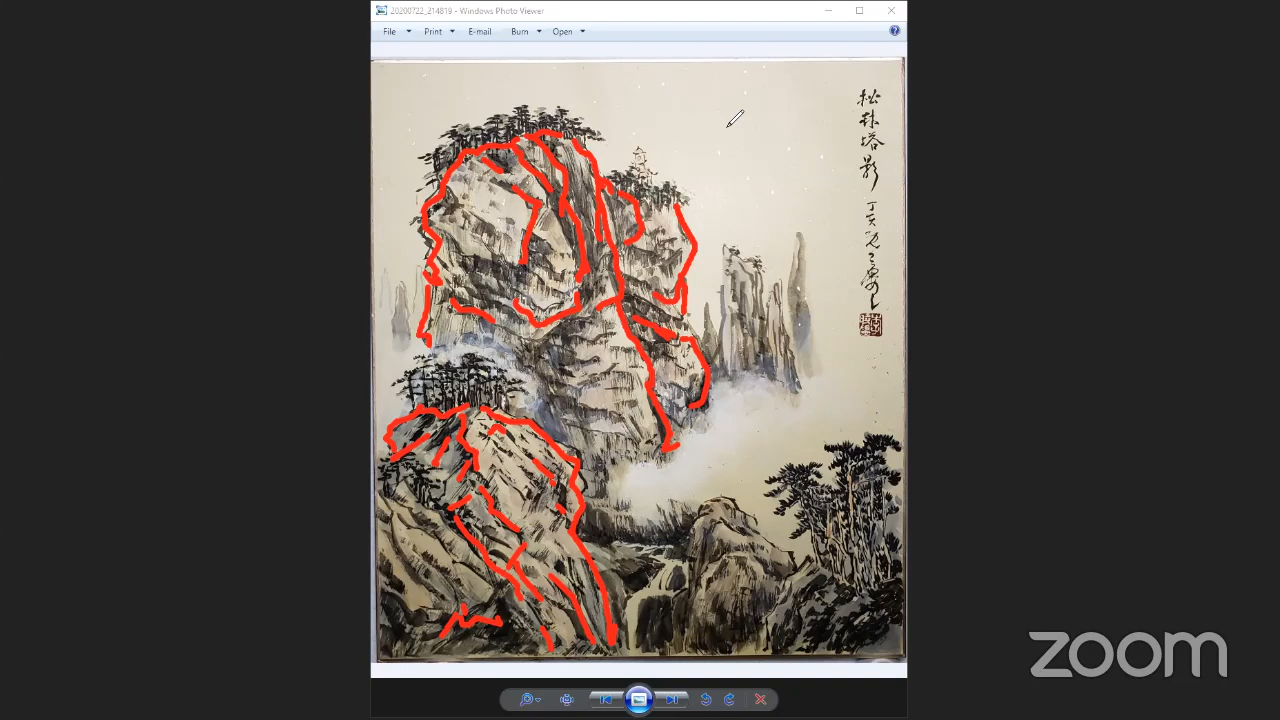 20200722_214819 - Windows Photo Viewer
File Print E-mail Burn Open
松林塔影
zoom